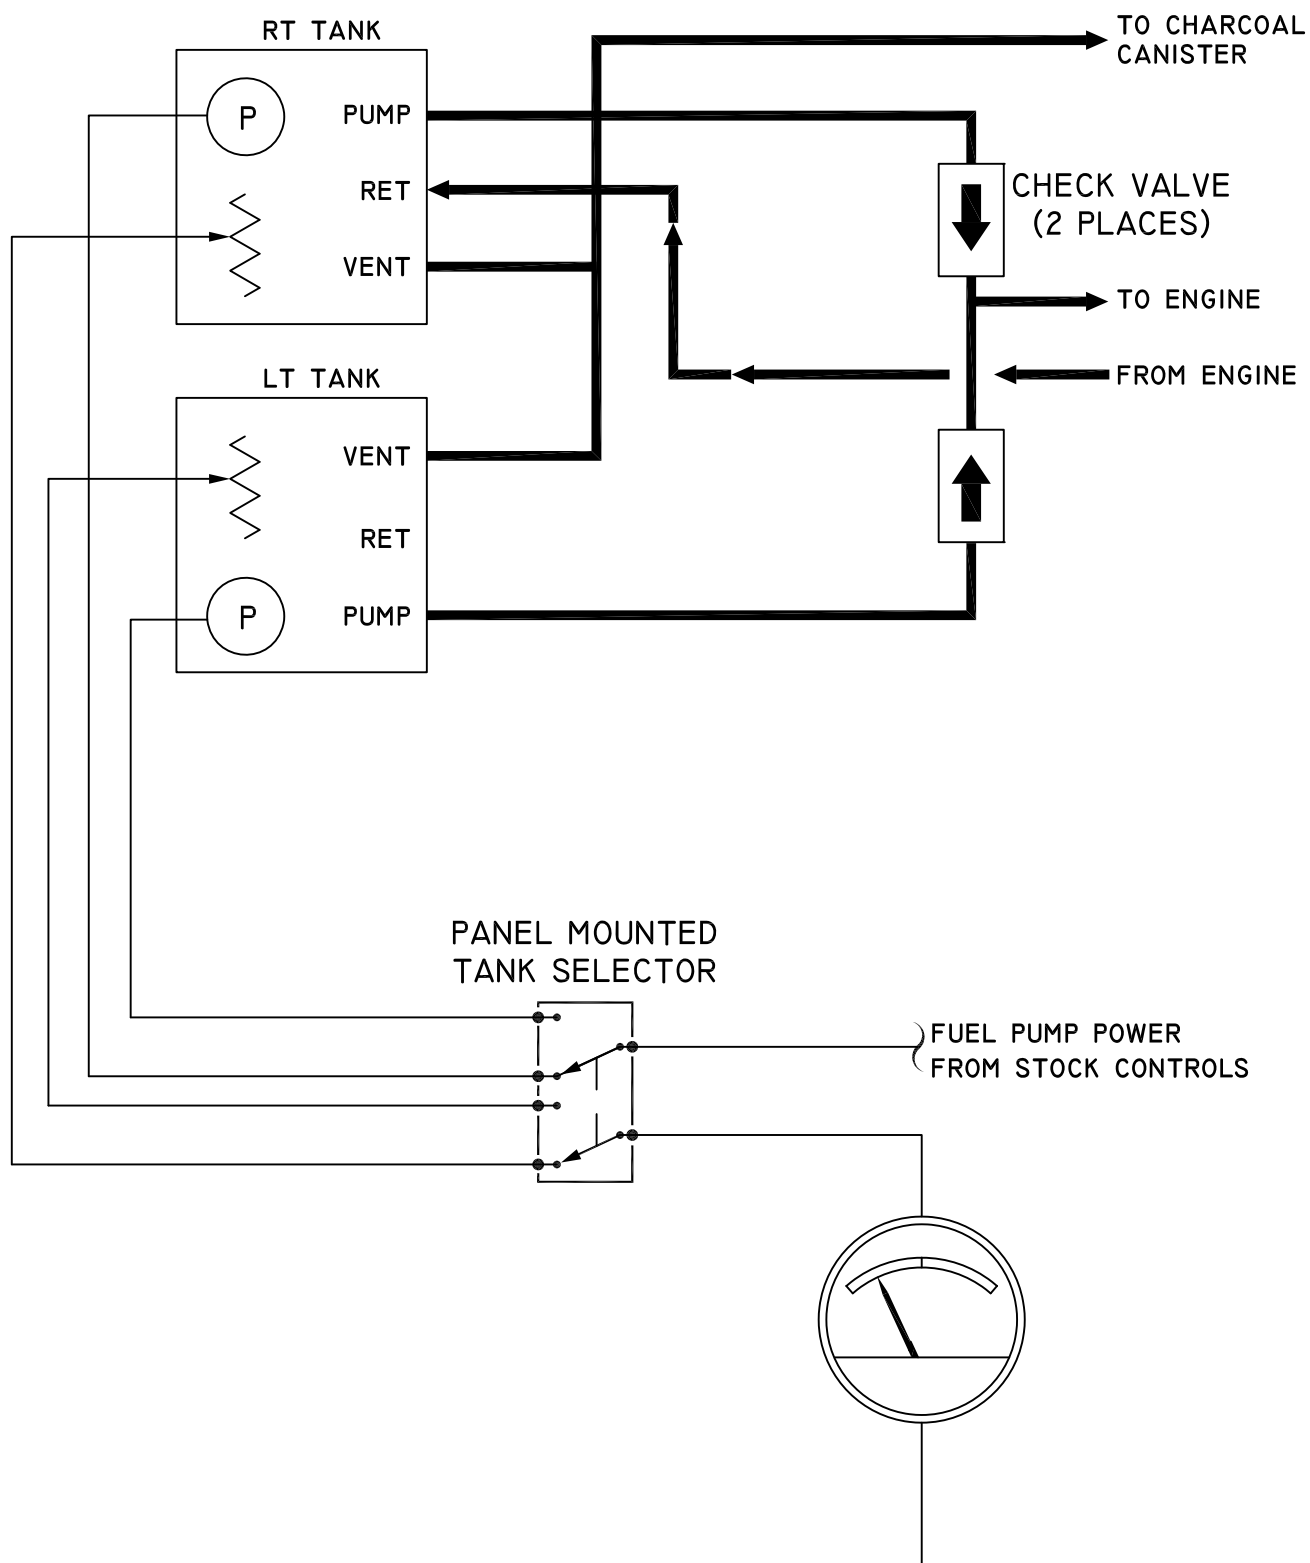 RT TANK
P
PUMP
RET
VENT
TO CHARCOAL
CANISTER
CHECK VALVE
(2 PLACES)
TO ENGINE
FROM ENGINE
LT TANK
VENT
RET
P
PUMP
PANEL MOUNTED
TANK SELECTOR
FUEL PUMP POWER
FROM STOCK CONTROLS